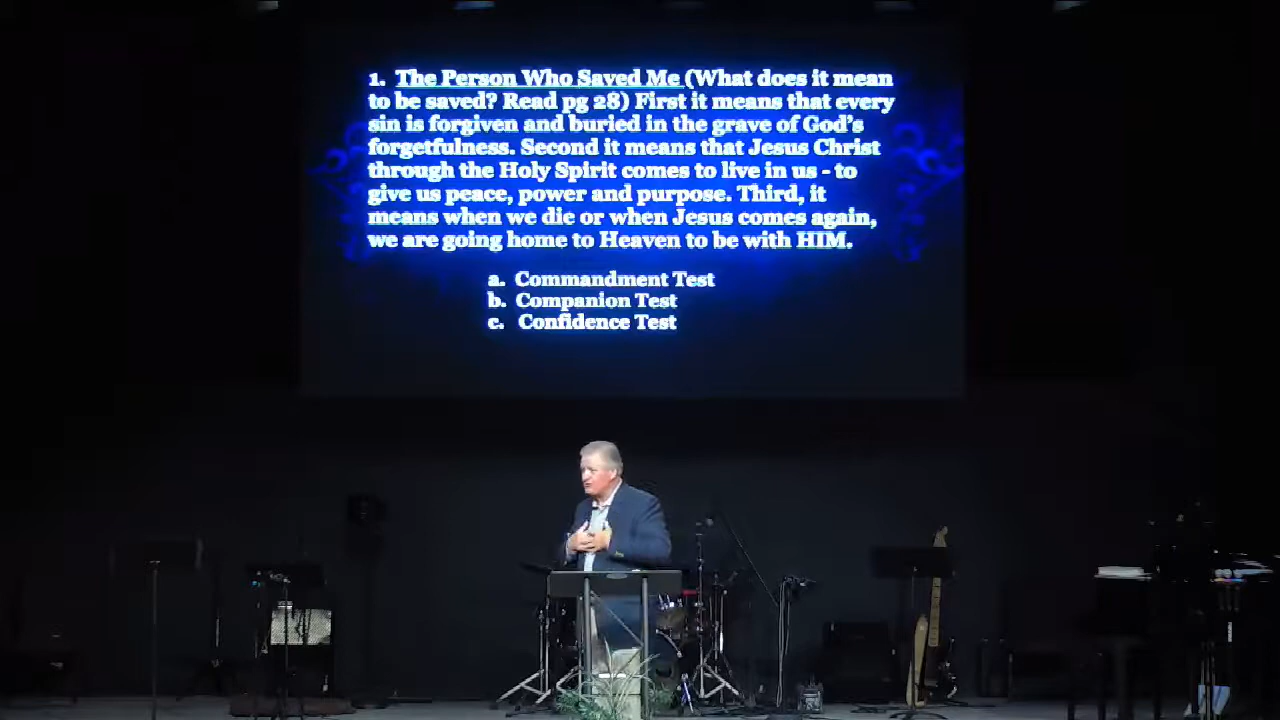 1. The Person Who Saved Me (What does it mean
to be saved? Read pg 28) First it means that every
sin is forgiven and buried in the grave of God's
forgetfulness. Second it means that Jesus Christ
through the Holy Spirit comes to live in us - to
give us peace, power and purpose. Third, it
means when we die or when Jesus comes again,
we are going home to Heaven to be with HIM.
a. Commandment Test
b. Companion Test
c. Confidence Test